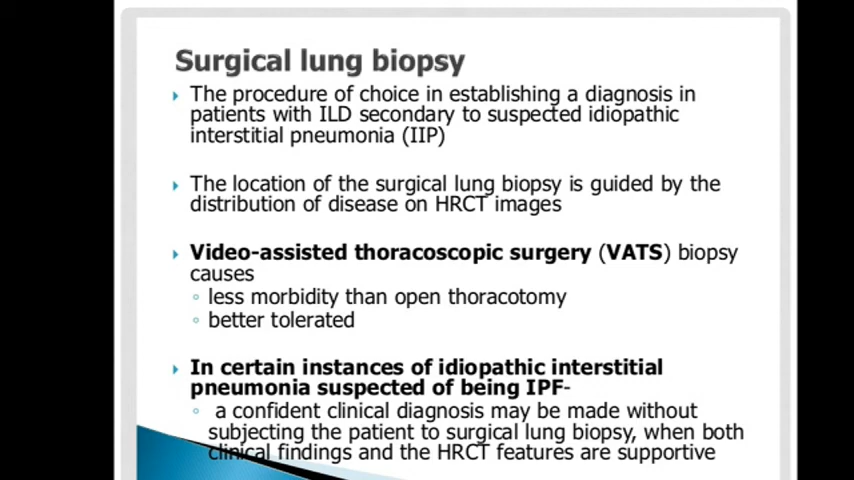 Surgical lung biopsy
The procedure of choice in establishing a diagnosis in
patients with ILD secondary to suspected idiopathic
interstitial pneumonia (IIP)
The location of the surgical lung biopsy is guided by the
distribution of disease on HRCT images
Video-assisted thoracoscopic surgery (VATS) biopsy
causes
less morbidity than open thoracotomy
better tolerated
In certain instances of idiopathic interstitial
pneumonia suspected of being IPF-
a confident clinical diagnosis may be made without
subjecting the patient to surgical lung biopsy, when both
clinical findings and the HRCT features are supportive